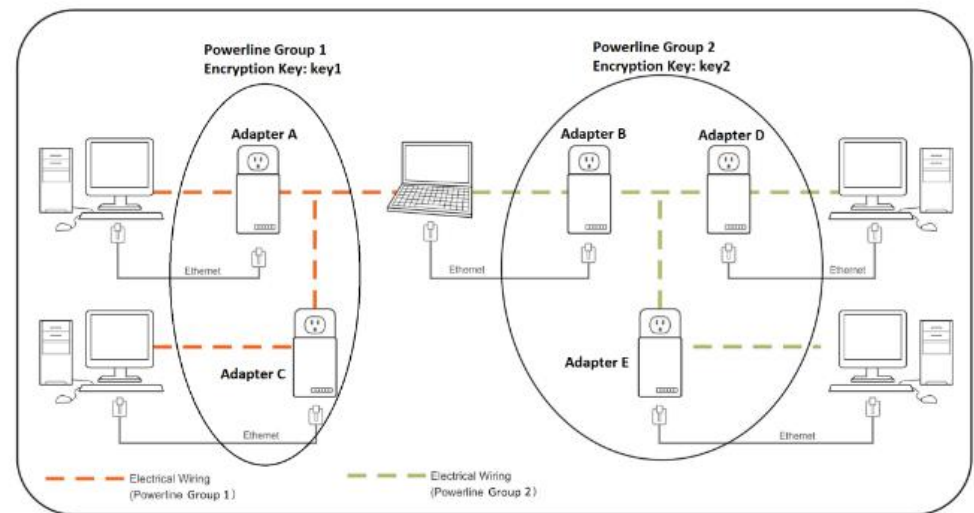 Powerline Group 1
Encryption Key: key1
Powerline Group 2
Encryption Key: key2
Adapter A
Adapter B
Adapter D
Ethernet
Ethernet
Ethernet
Adapter C
Adapter E
Ethernet
Ethernet
Electrical Wiring
(Powerline Group 1)
Electrical Wiring
(Powerline Group 2)